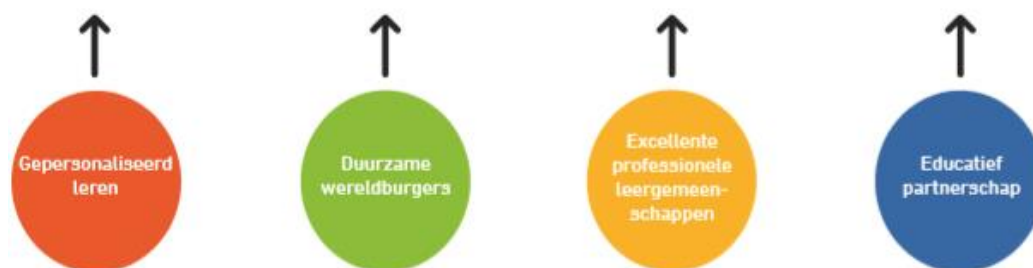 Gepersonaliseerd
leren
Duurzame
wereldburgers
Excellente
professionele
leergemeen-
schappen
Educatief
partnerschap